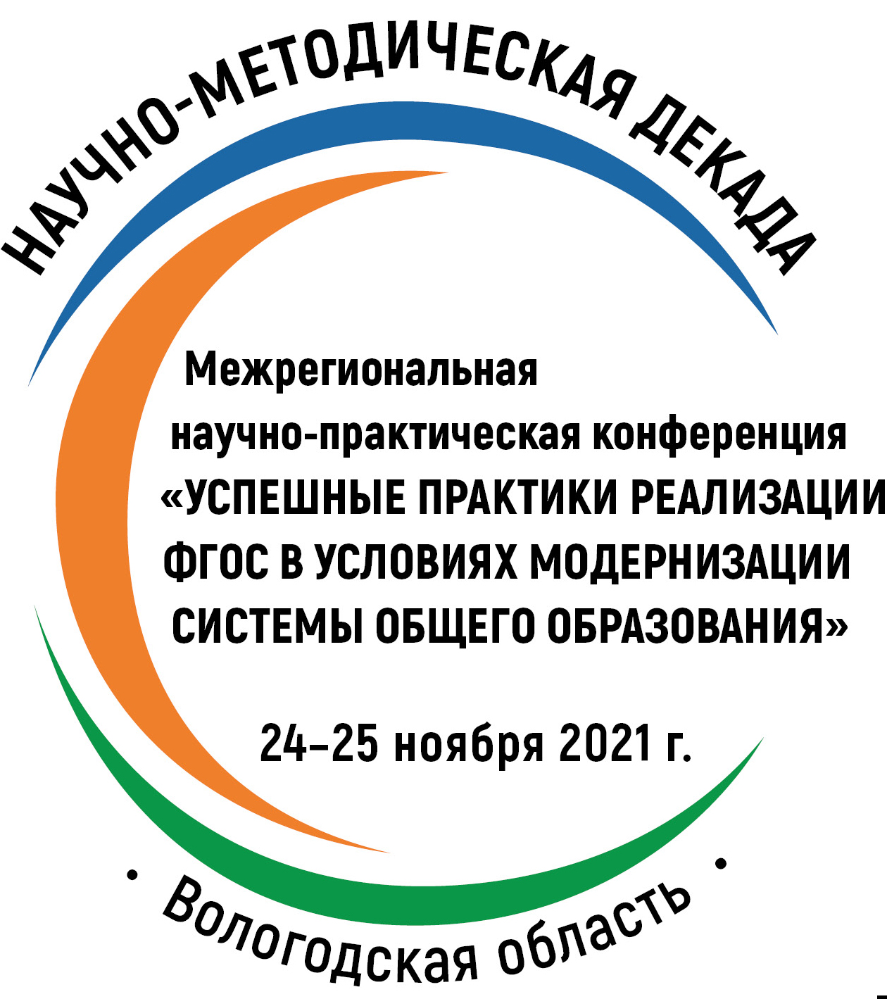 НАУЧНО-МЕТОДИЧЕСКАЯ ДЕКАДА
Межрегиональная
научно-практическая конференция
«УСПЕШНЫЕ ПРАКТИКИ РЕАЛИЗАЦИИ
ФГОС В УСЛОВИЯХ МОДЕРНИЗАЦИИ
СИСТЕМЫ ОБЩЕГО ОБРАЗОВАНИЯ»
24–25 ноября 2021 г.
• Вологодская область •